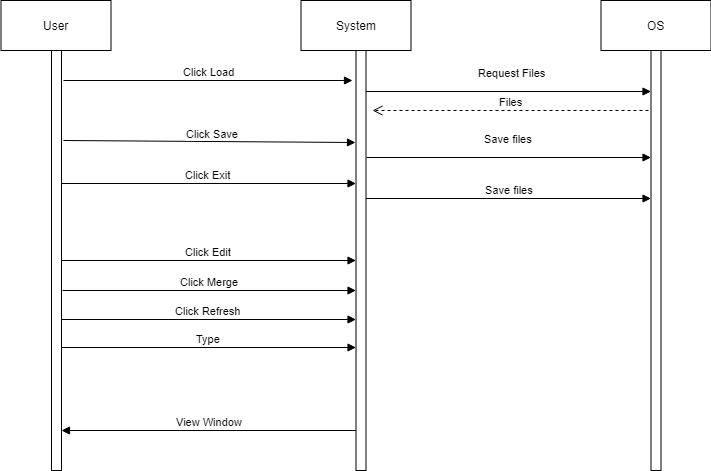 User
System
OS
Click Load
Request Files
Files
Click Save
Save files
Click Exit
Save files
Click Edit
Click Merge
Click Refresh
Type
View Window